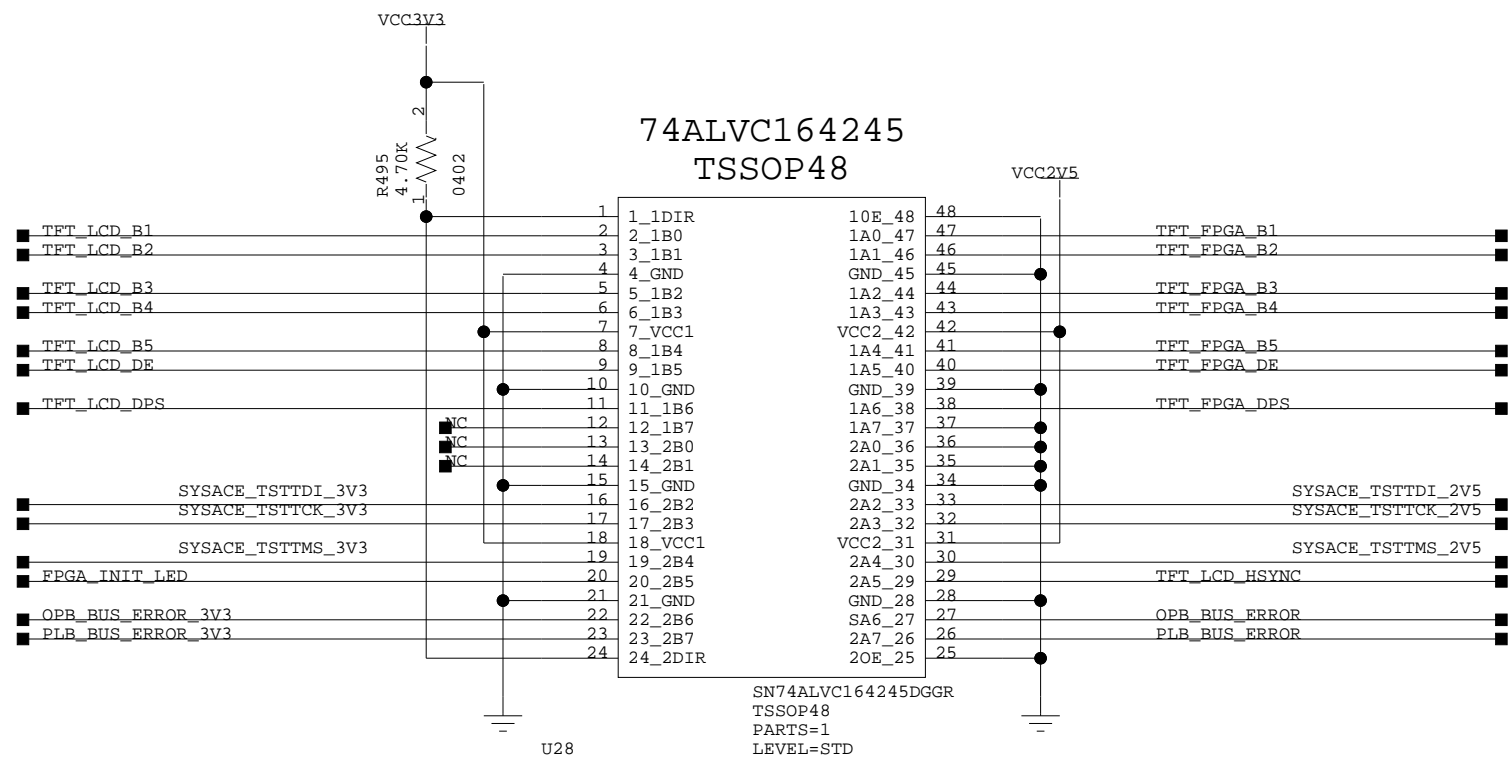 VCC3V3
2
R495
4.70K
0402
1
74ALVC164245
TSSOP48
VCC2V5
1 1_1DIR 10E_48 48
TFT_LCD_B1 2 2_1B0 1A0_47 47 TFT_FPGA_B1
TFT_LCD_B2 3 3_1B1 1A1_46 46 TFT_FPGA_B2
4 4_GND GND_45 45
TFT_LCD_B3 5 5_1B2 1A2_44 44 TFT_FPGA_B3
TFT_LCD_B4 6 6_1B3 1A3_43 43 TFT_FPGA_B4
7 7_VCC1 VCC2_42 42
TFT_LCD_B5 8 8_1B4 1A4_41 41 TFT_FPGA_B5
TFT_LCD_DE 9 9_1B5 1A5_40 40 TFT_FPGA_DE
10 10_GND GND_39 39
TFT_LCD_DPS 11 11_1B6 1A6_38 38 TFT_FPGA_DPS
NC 12 12_1B7 1A7_37 37
NC 13 13_2B0 2A0_36 36
NC 14 14_2B1 2A1_35 35
15 15_GND GND_34 34
SYSACE_TSTTDI_3V3 16 16_2B2 2A2_33 33 SYSACE_TSTTDI_2V5
SYSACE_TSTTCK_3V3 17 17_2B3 2A3_32 32 SYSACE_TSTTCK_2V5
18 18_VCC1 VCC2_31 31
SYSACE_TSTTMS_3V3 19 19_2B4 2A4_30 30 SYSACE_TSTTMS_2V5
FPGA_INIT_LED 20 20_2B5 2A5_29 29 TFT_LCD_HSYNC
21 21_GND GND_28 28
OPB_BUS_ERROR_3V3 22 22_2B6 SA6_27 27 OPB_BUS_ERROR
PLB_BUS_ERROR_3V3 23 23_2B7 2A7_26 26 PLB_BUS_ERROR
24 24_2DIR 2OE_25 25
SN74ALVC164245DGGR
TSSOP48
PARTS=1
U28 LEVEL=STD